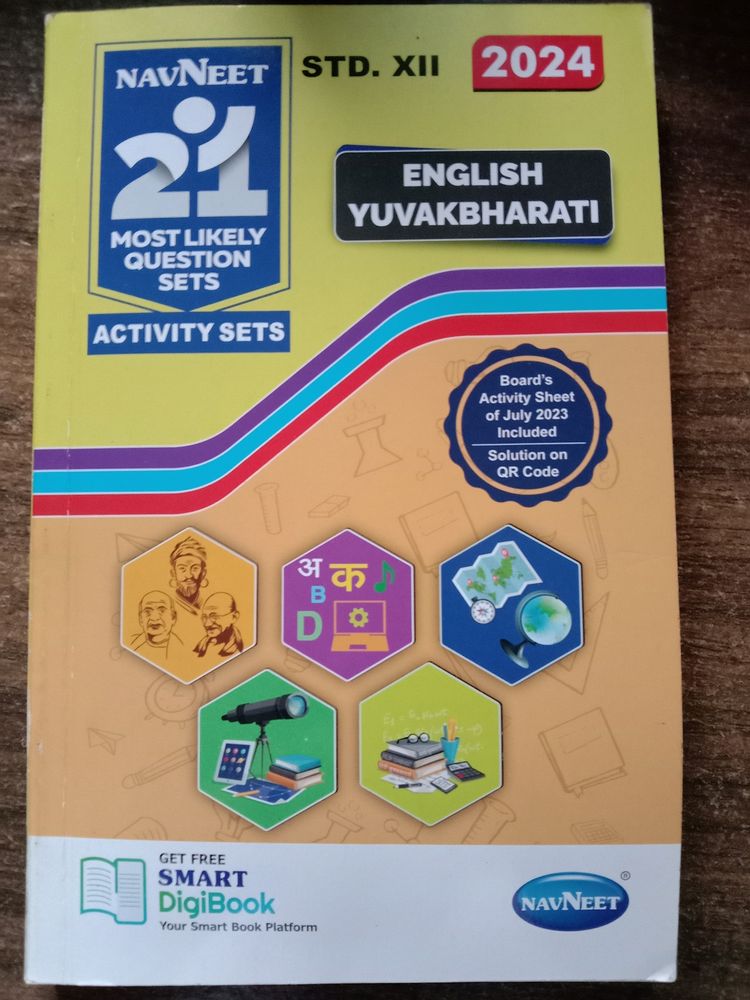 NAVNEET
21
MOST LIKELY
QUESTION
SETS
ACTIVITY SETS
STD. XII
2024
ENGLISH
YUVAKBHARATI
Board's
Activity Sheet
of July 2023
Included
Solution on
QR Code
अ
क
B
D
GET FREE
SMART
DigiBook
Your Smart Book Platform
NAVNEET
®